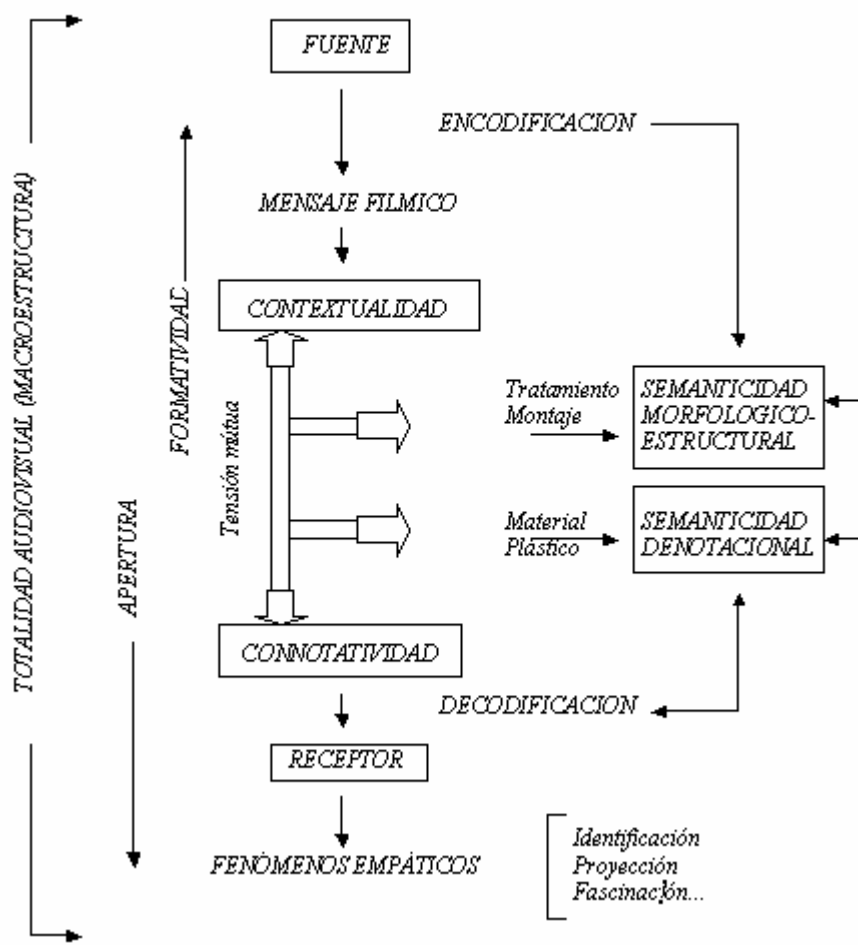 FUENTE
ENCODIFICACION
MENSAJE FILMICO
CONTEXTUALIDAD
TOTALIDAD AUDIOVISUAL (MACROESTRUCTURA)
FORMATIVIDAD
APERTURA
Tensión mútua
Tratamiento
Montaje
SEMANTICIDAD
MORFOLOGICO-
ESTRUCTURAL
Material
Plástico
SEMANTICIDAD
DENOTACIONAL
CONNOTATIVIDAD
DECODIFICACION
RECEPTOR
FENÓMENOS EMPÁTICOS
Identificación
Proyección
Fascinación...